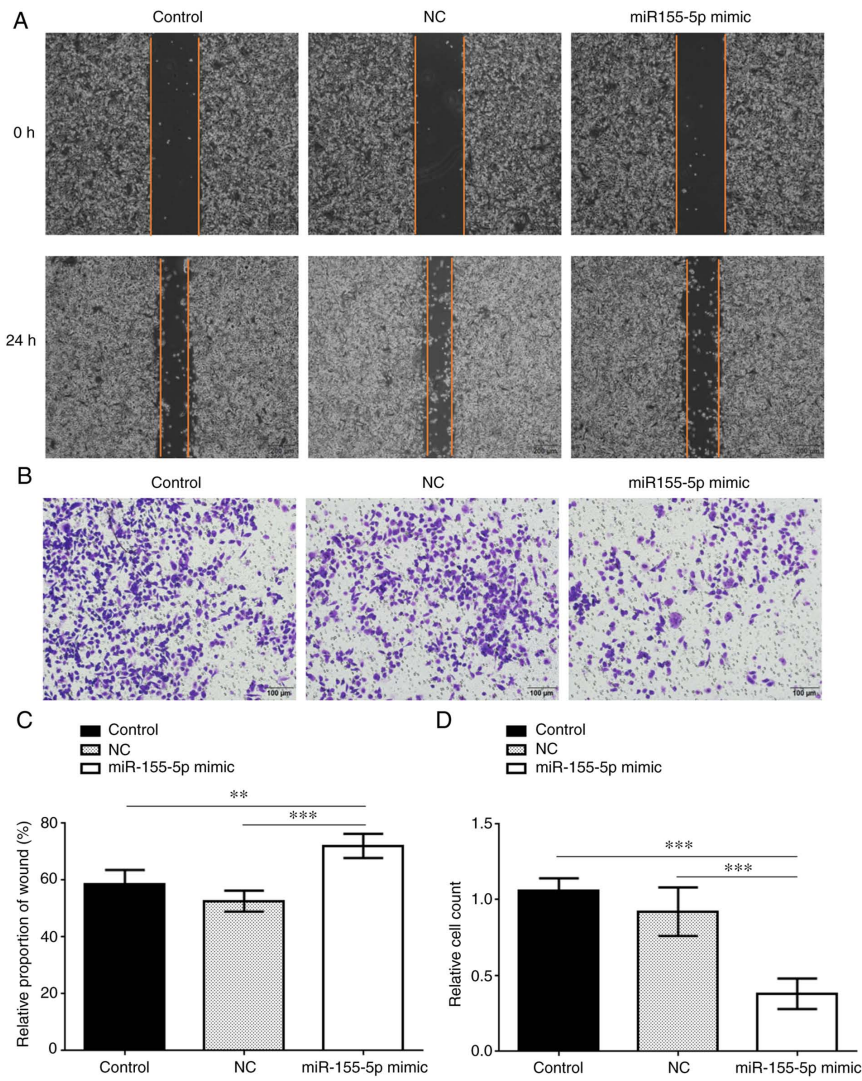 A
Control NC miR155-5p mimic
0 h
24 h
200 μm
B
Control NC miR155-5p mimic
100 μm 100 μm 100 μm
C
Control
NC
miR-155-5p mimic
** 
***
Relative proportion of wound (%)
80
60
40
20
0
Control NC miR-155-5p mimic
D
Control
NC
miR-155-5p mimic
***
***
Relative cell count
1.5
1.0
0.5
0.0
Control NC miR-155-5p mimic